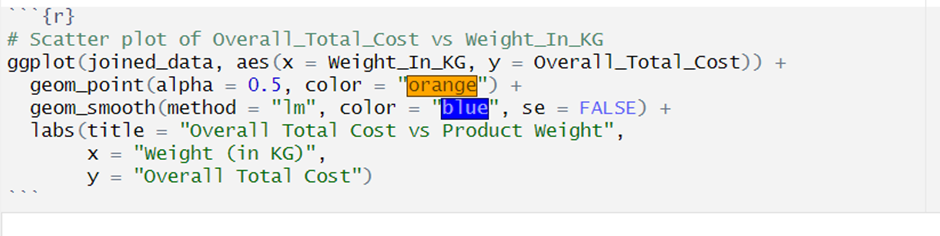 ```{r}
# Scatter plot of Overall_Total_Cost vs Weight_In_KG
ggplot(joined_data, aes(x = Weight_In_KG, y = Overall_Total_Cost)) +
  geom_point(alpha = 0.5, color = "orange") +
  geom_smooth(method = "lm", color = "blue", se = FALSE) +
  labs(title = "Overall Total Cost vs Product Weight",
       x = "Weight (in KG)",
       y = "Overall Total Cost")
```